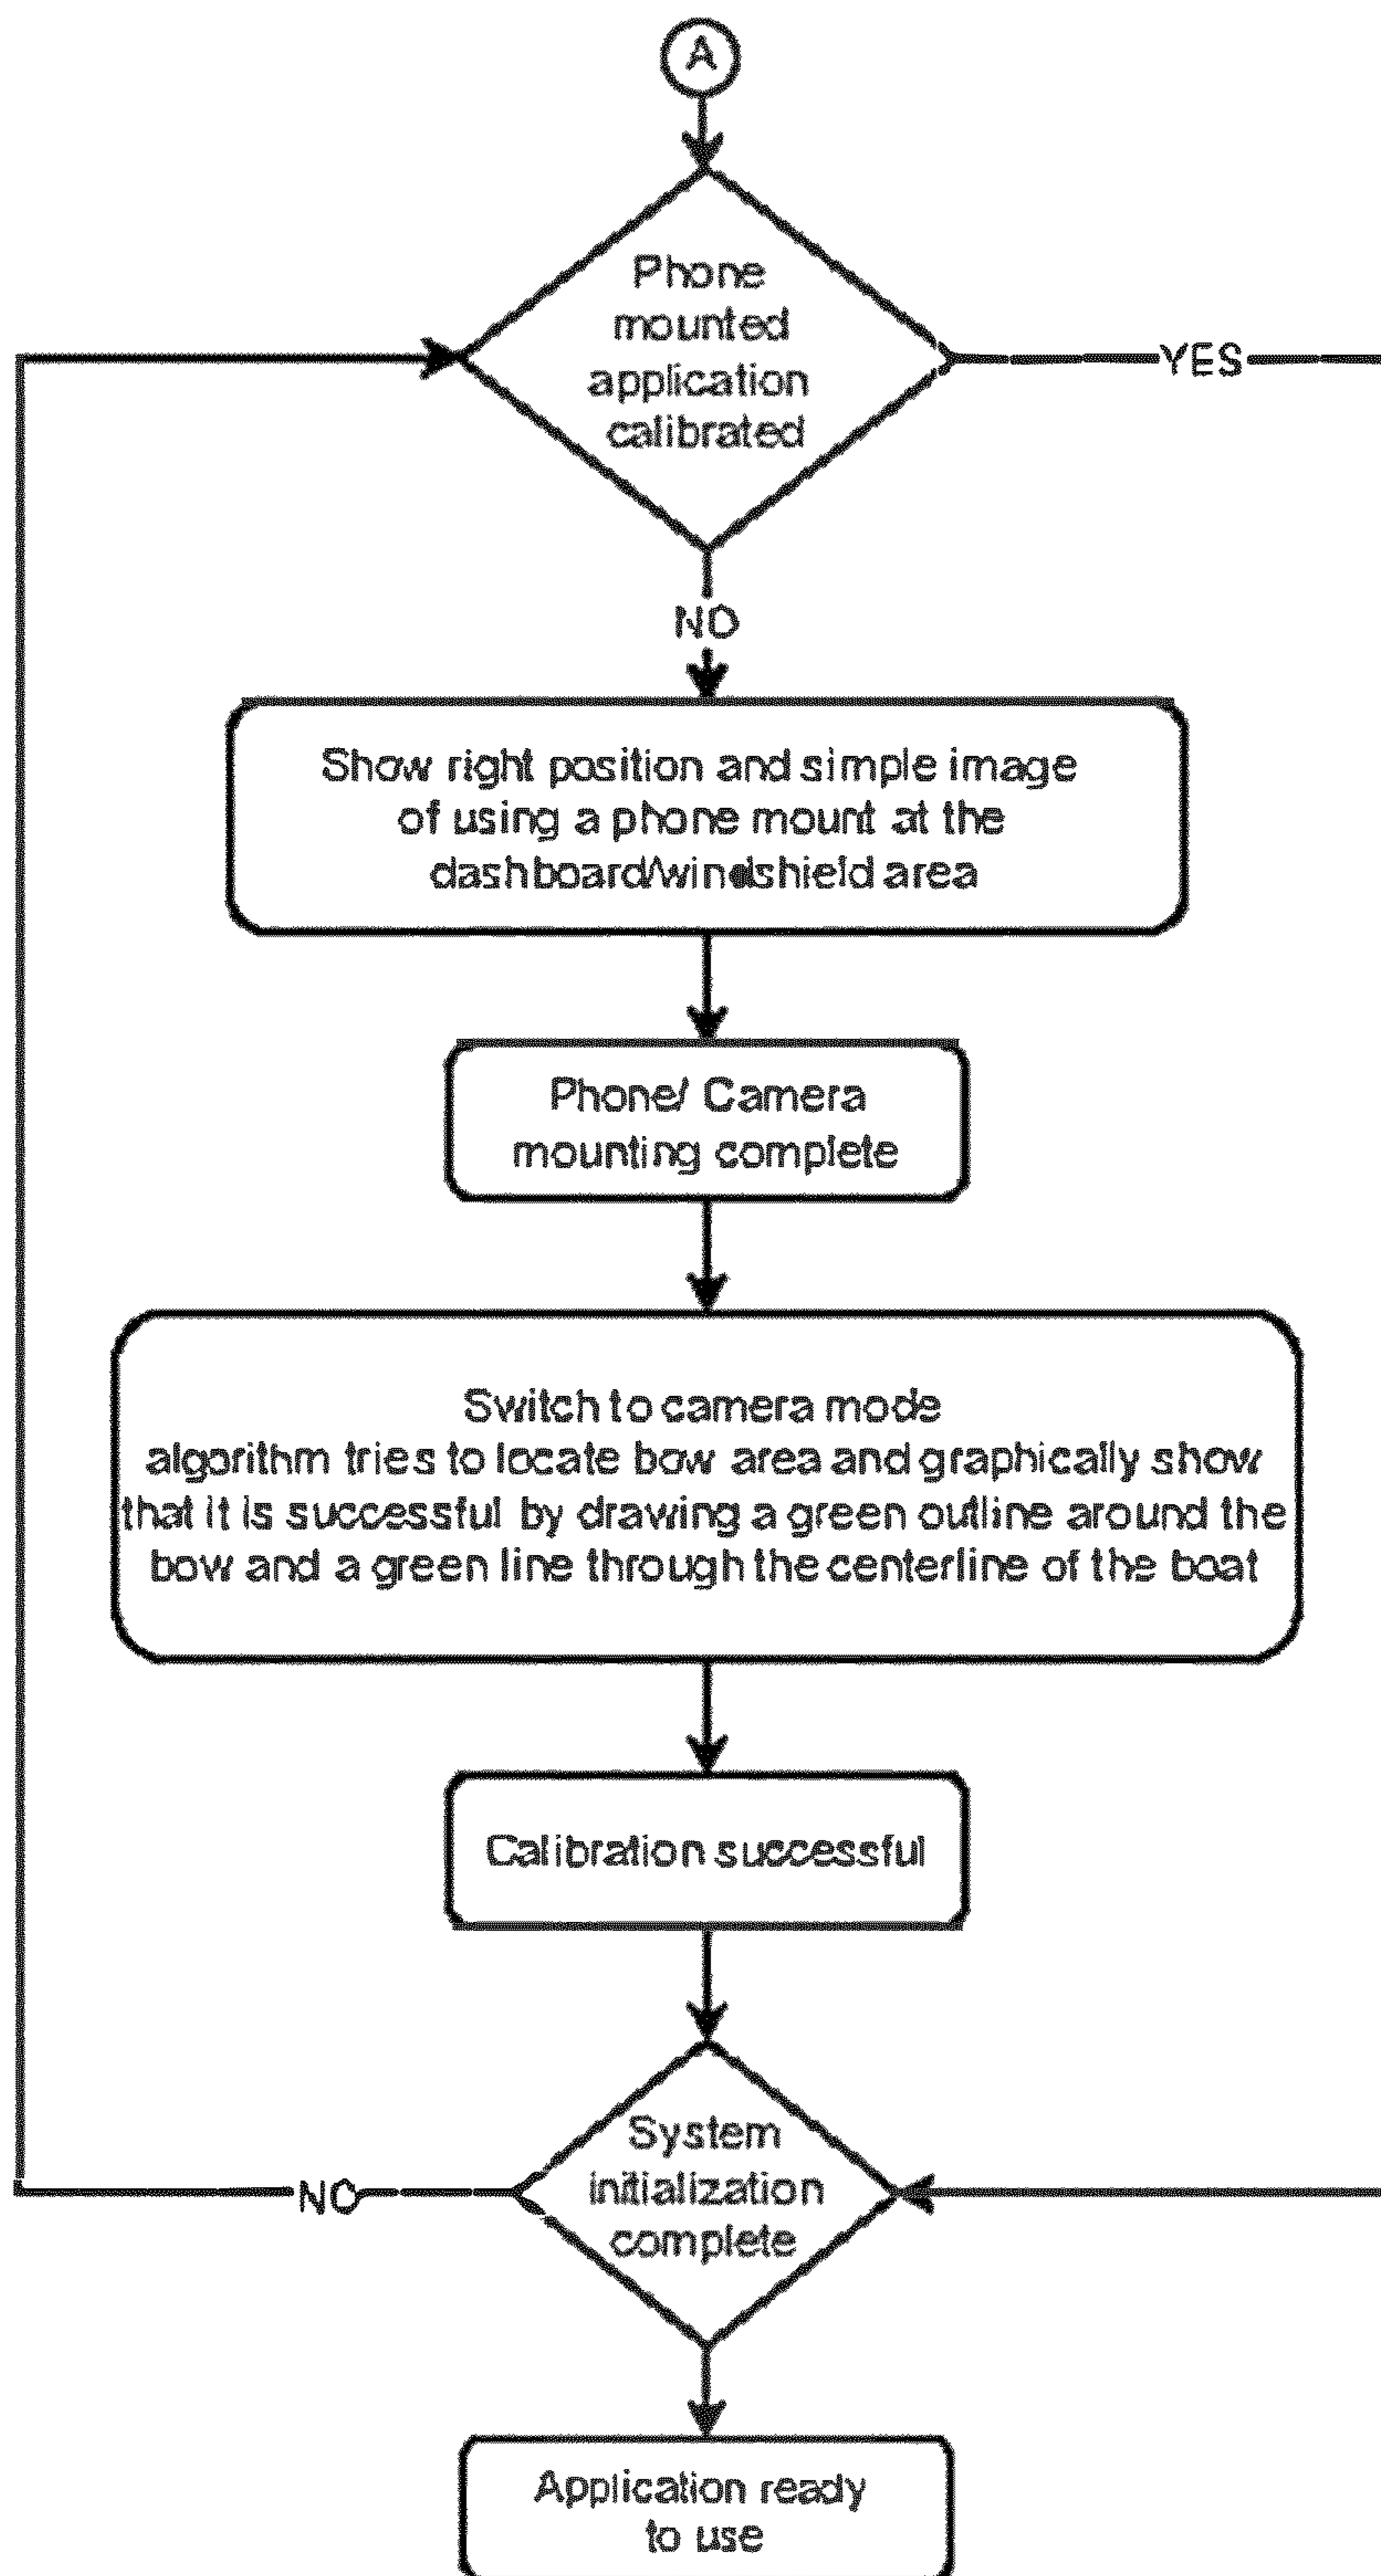 A
Phone
mounted
application
calibrated
YES
NO
Show right position and simple image
of using a phone mount at the
dashboard/windshield area
Phone/ Camera
mounting complete
Switch to camera mode
algorithm tries to locate bow area and graphically show
that it is successful by drawing a green outline around the
bow and a green line through the centerline of the boat
Calibration successful
System
initialization
complete
NO
Application ready
to use